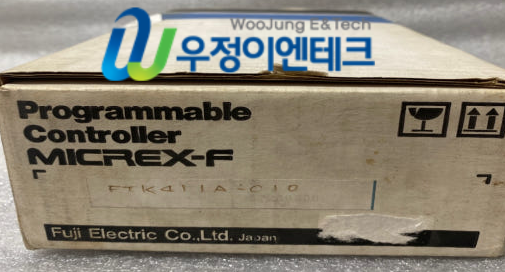 WooJung E&Tech
우정이엔테크
Programmable
Controller
MICREX-F
FTK411A-C10
Fuji Electric Co.,Ltd. Japan